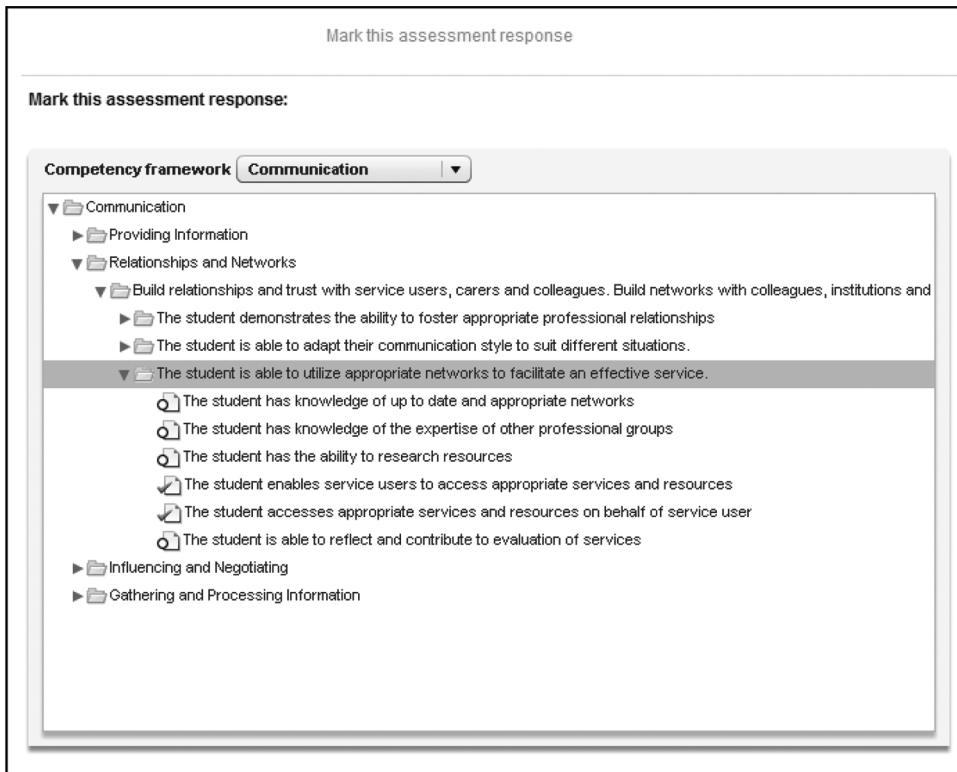 Mark this assessment response
Mark this assessment response:
Competency framework Communication
Communication
Providing Information
Relationships and Networks
Build relationships and trust with service users, carers and colleagues. Build networks with colleagues, institutions and
The student demonstrates the ability to foster appropriate professional relationships
The student is able to adapt their communication style to suit different situations.
The student is able to utilize appropriate networks to facilitate an effective service.
The student has knowledge of up to date and appropriate networks
The student has knowledge of the expertise of other professional groups
The student has the ability to research resources
The student enables service users to access appropriate services and resources
The student accesses appropriate services and resources on behalf of service user
The student is able to reflect and contribute to evaluation of services
Influencing and Negotiating
Gathering and Processing Information